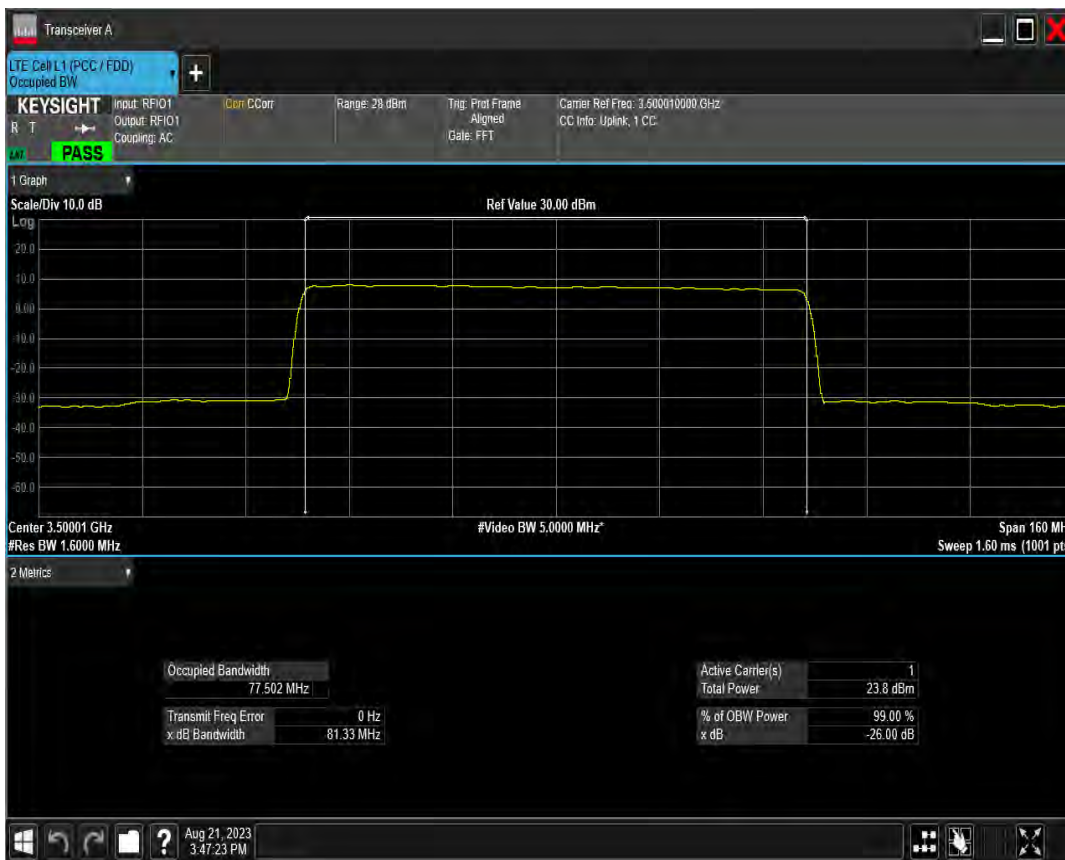 Transceiver A
LTE Cell L1 (PCC / FDD)
Occupied BW
KEYSIGHT
R T
PASS
Input: RFIO1
Output: RFIO1
Coupling: AC
Corr CCorr
Range: 28 dBm
Trig: Prot Frame
Aligned
Gate: FFT
Carrier Ref Freq: 3.500010000 GHz
CC Info: Uplink, 1 CC
1 Graph
Scale/Div 10.0 dB
Ref Value 30.00 dBm
Log
20.0
10.0
0.00
-10.0
-20.0
-30.0
-40.0
-50.0
-60.0
Center 3.50001 GHz
#Video BW 5.0000 MHz*
Span 160 MH
#Res BW 1.6000 MHz
Sweep 1.60 ms (1001 pts
2 Metrics
Occupied Bandwidth
77.502 MHz
Transmit Freq Error 0 Hz
x dB Bandwidth 81.33 MHz
Active Carrier(s) 1
Total Power 23.8 dBm
% of OBW Power 99.00 %
x dB -26.00 dB
?
Aug 21, 2023
3:47:23 PM